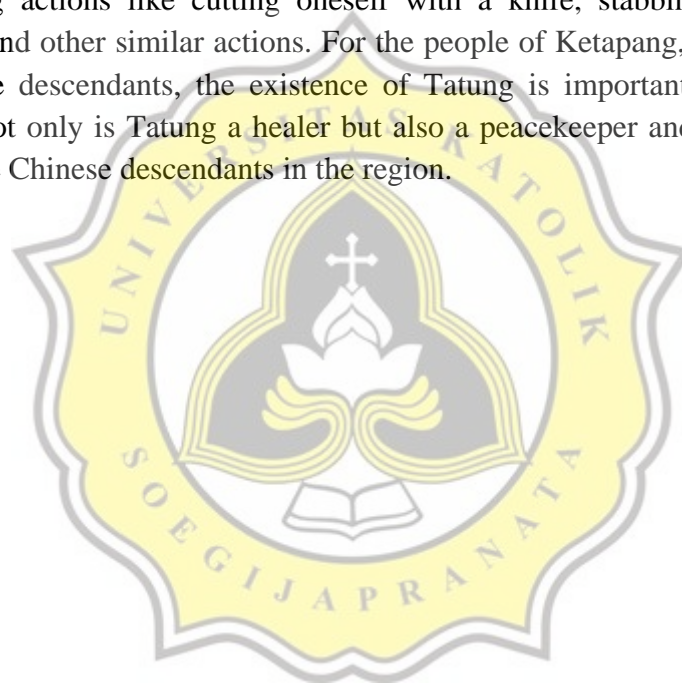 actions like cutting oneself with a knife,
nd other similar actions. For the people of Ketapang,
descendants, the existence of Tatung is important
ot only is Tatung a healer but also a peacekeeper and
Chinese descendants in the region.
UNIVERSITAS KATOLIK
SOEGIJAPRANATA